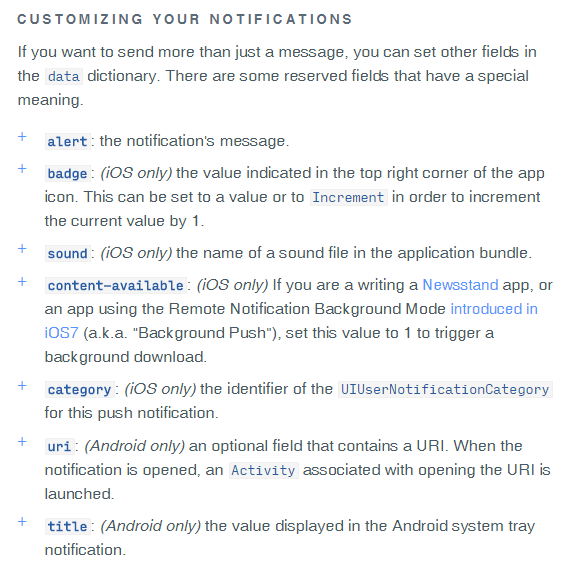 CUSTOMIZING YOUR NOTIFICATIONS
If you want to send more than just a message, you can set other fields in
the data dictionary. There are some reserved fields that have a special
meaning.
+ alert: the notification's message.
+ badge: (iOS only) the value indicated in the top right corner of the app
icon. This can be set to a value or to Increment in order to increment
the current value by 1.
+ sound: (iOS only) the name of a sound file in the application bundle.
+ content-available: (iOS only) If you are a writing a Newsstand app, or
an app using the Remote Notification Background Mode introduced in
iOS7 (a.k.a. "Background Push"), set this value to 1 to trigger a
background download.
+ category: (iOS only) the identifier of the UIUserNotificationCategory
for this push notification.
+ uri: (Android only) an optional field that contains a URI. When the
notification is opened, an Activity associated with opening the URI is
launched.
+ title: (Android only) the value displayed in the Android system tray
notification.